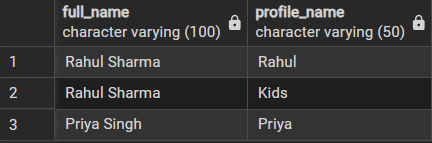 full_name profile_name
character varying (100) character varying (50)
1 Rahul Sharma Rahul
2 Rahul Sharma Kids
3 Priya Singh Priya